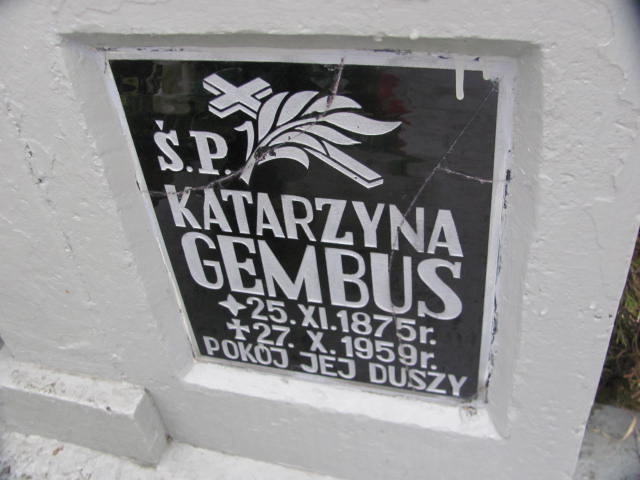 Ś.P.
KATARZYNA
GEMBUS
25.XI.1875r.
27.X.1959r.
POKÓJ JEJ DUSZY